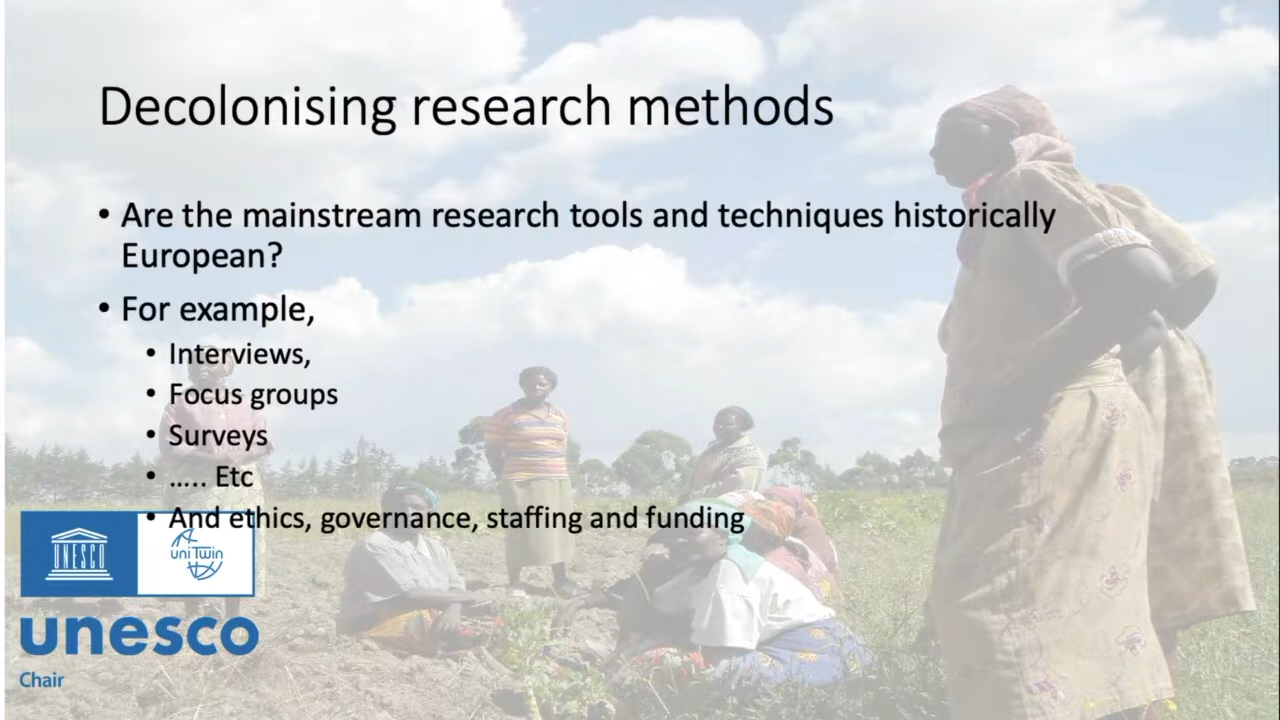 Decolonising research methods
• Are the mainstream research tools and techniques historically
European?
• For example,
• Interviews,
• Focus groups
• Surveys
• ….. Etc
• And ethics, governance, staffing and funding
UNESCO
uniTwin
unesco
Chair